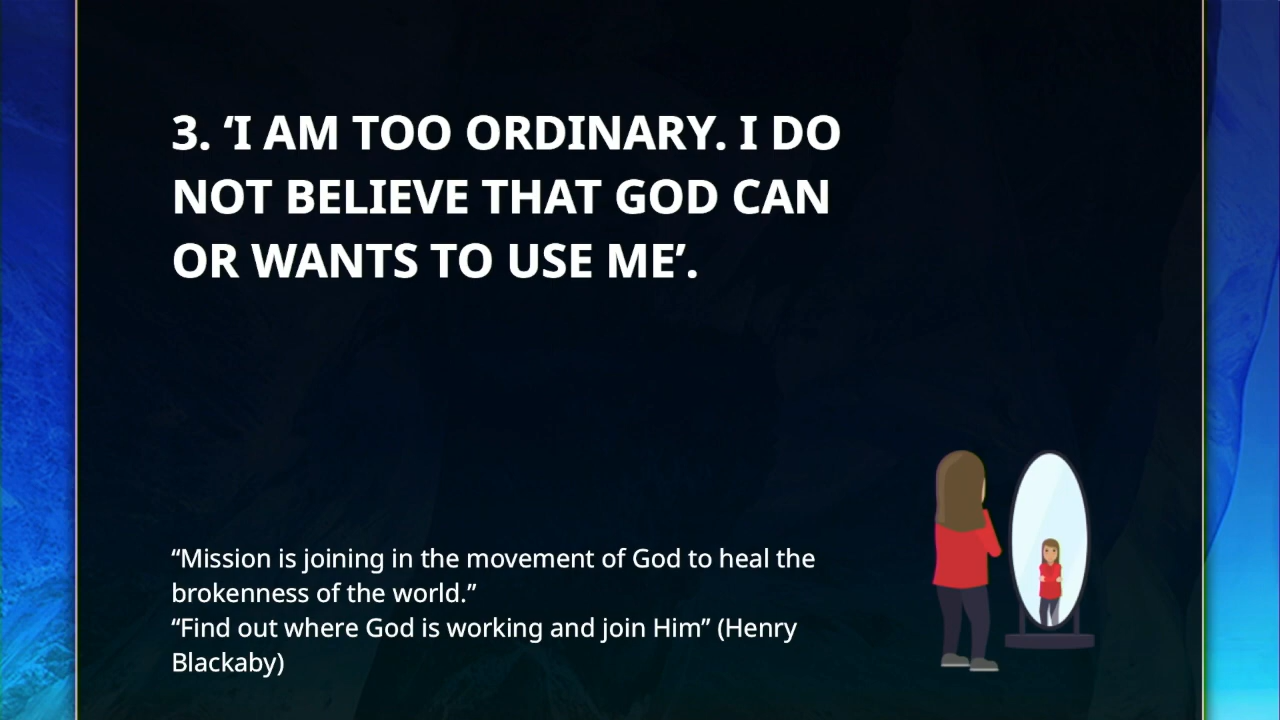 3. ‘I AM TOO ORDINARY. I DO
NOT BELIEVE THAT GOD CAN
OR WANTS TO USE ME’.
“Mission is joining in the movement of God to heal the
brokenness of the world.”
“Find out where God is working and join Him” (Henry
Blackaby)